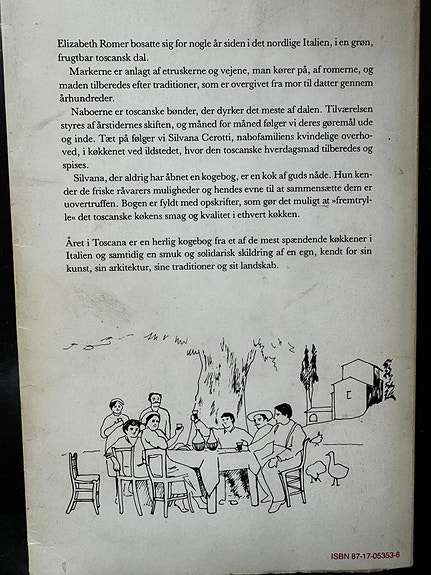 Elizabeth Romer bosatte sig for nogle år siden i det nordlige Italien, i en grøn,
frugtbar toscansk dal.
Markerne er anlagt af etruskerne og vejene, man kører på, af romerne, og
maden tilberedes efter traditioner, som er overgivet fra mor til datter gennem
århundreder.
Naboerne er toscanske bønder, der dyrker det meste af dalen. Tilværelsen
styres af årstidernes skiften, og måned for måned følger vi deres gøremål ude
og inde. Tæt på følger vi Silvana Cerotti, nabofamiliens kvindelige overho-
ved, i køkkenet ved ildstedet, hvor den toscanske hverdagsmad tilberedes og
spises.
Silvana, der aldrig har åbnet en kogebog, er en kok af guds nåde. Hun ken-
der de friske råvarers muligheder og hendes evne til at sammensætte dem er
uovertruffen. Bogen er fyldt med opskrifter, som gør det muligt at »fremtryl-
le« det toscanske køkens smag og kvalitet i ethvert køkken.
Året i Toscana er en herlig kogebog fra et af de mest spændende køkkener i
Italien og samtidig en smuk og solidarisk skildring af en egn, kendt for sin
kunst, sin arkitektur, sine traditioner og sit landskab.
ISBN 87-17-05353-6